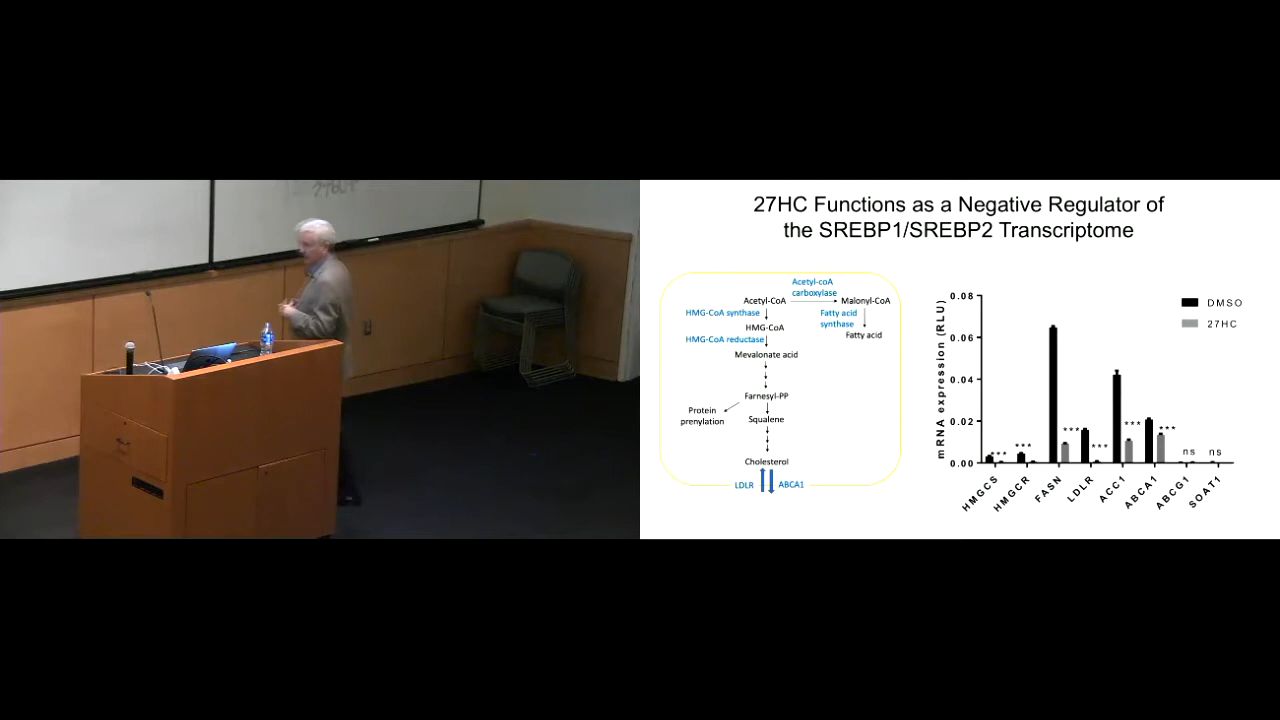 27HC Functions as a Negative Regulator of
the SREBP1/SREBP2 Transcriptome
Acetyl-coA
carboxylase
Acetyl-CoA
Malonyl-CoA
HMG-CoA synthase
Fatty acid
synthase
HMG-CoA
Fatty acid
HMG-CoA reductase
Mevalonate acid
Farnesyl-PP
Protein
prenylation
Squalene
Cholesterol
LDLR
ABCA1
mRNA expression (RLU)
0.08
0.06
0.04
0.02
0.00
DMSO
27HC
***
***
***
***
***
***
ns
ns
HMGCS
HMGCR
FASN
LDLR
ACC1
ABCA1
ABCG1
SOAT1